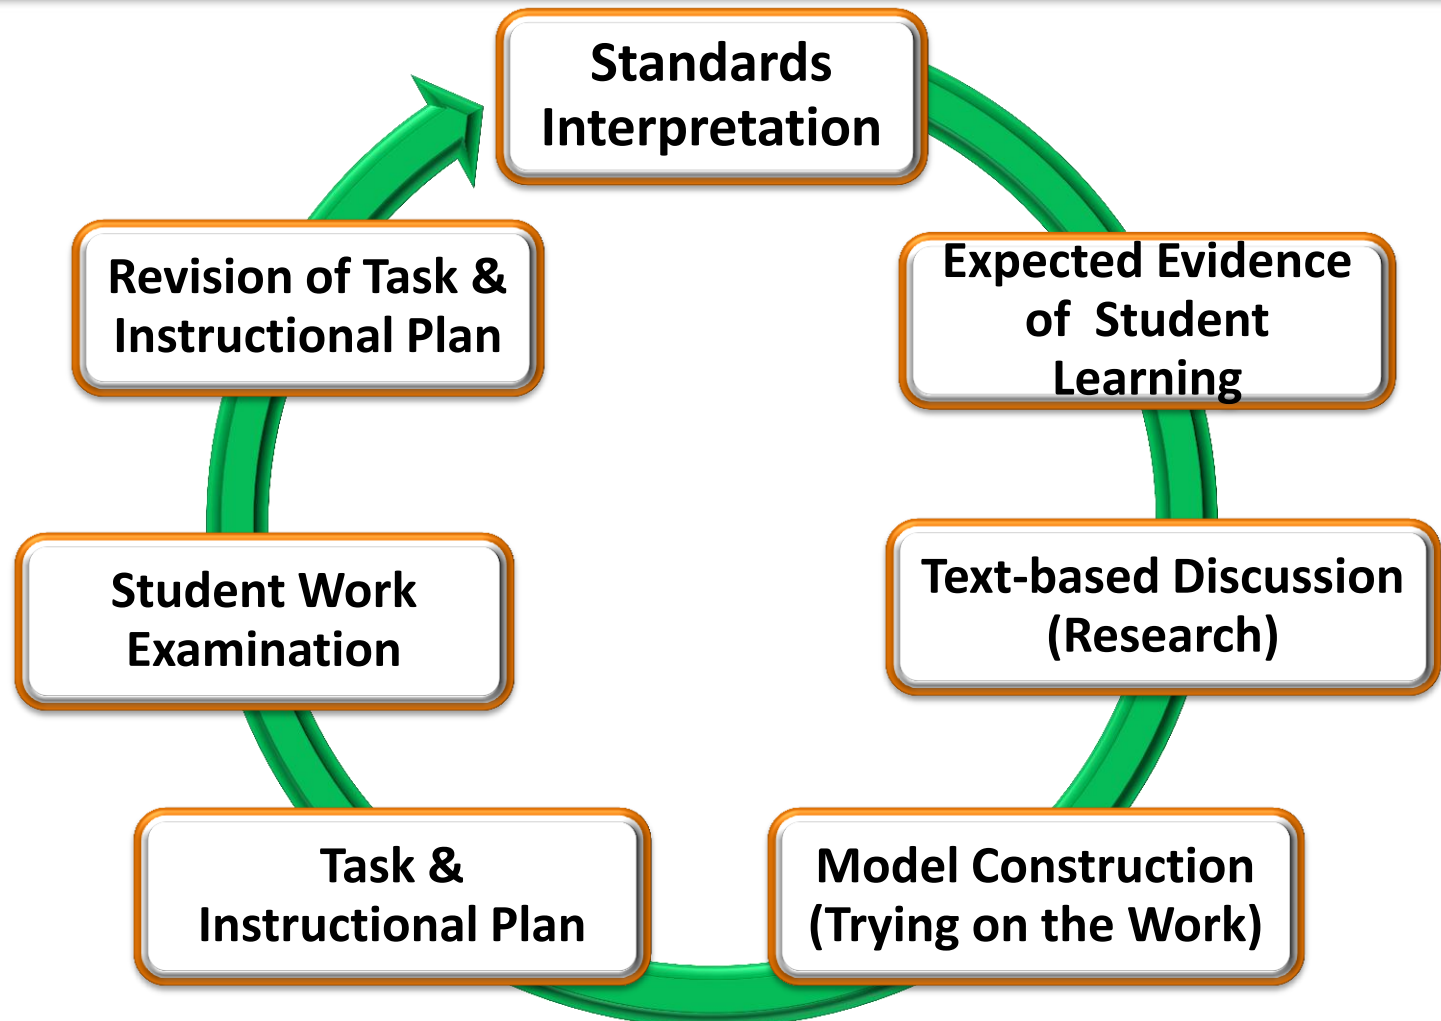 Standards
Interpretation
Expected Evidence
of  Student
Learning
Text-based Discussion
(Research)
Model Construction
(Trying on the Work)
Task &
Instructional Plan
Student Work
Examination
Revision of Task &
Instructional Plan